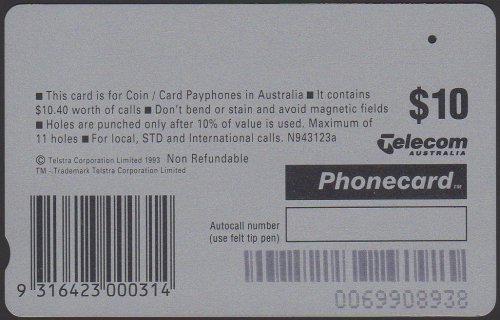 ■ This card is for Coin / Card Payphones in Australia ■ It contains
$10.40 worth of calls ■ Don't bend or stain and avoid magnetic fields
■ Holes are punched only after 10% of value is used. Maximum of
11 holes ■ For local, STD and International calls. N943123a
© Telstra Corporation Limited 1993 Non Refundable
TM - Trademark Telstra Corporation Limited
$10
Telecom
AUSTRALIA
Phonecard™
Autocall number
(use felt tip pen)
9 316423 000314
0069908938